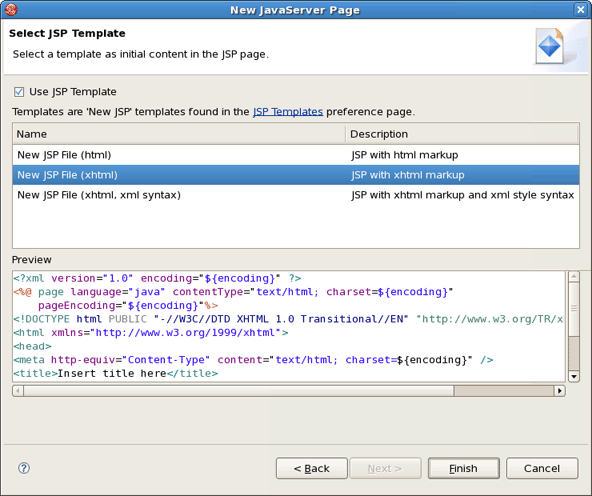 New JavaServer Page
Select JSP Template
Select a template as initial content in the JSP page.
Use JSP Template
Templates are 'New JSP' templates found in the JSP Templates preference page.
Name Description
New JSP File (html) JSP with html markup
New JSP File (xhtml) JSP with xhtml markup
New JSP File (xhtml, xml syntax) JSP with xhtml markup and xml style syntax
Preview
<?xml version="1.0" encoding="${encoding}" ?>
<%@ page language="java" contentType="text/html; charset=${encoding}"
pageEncoding="${encoding}"%>
<!DOCTYPE html PUBLIC "-//W3C//DTD XHTML 1.0 Transitional//EN" "http://www.w3.org/TR/x
<html xmlns="http://www.w3.org/1999/xhtml">
<head>
<meta http-equiv="Content-Type" content="text/html; charset=${encoding}" />
<title>Insert title here</title>
? < Back Next > Finish Cancel